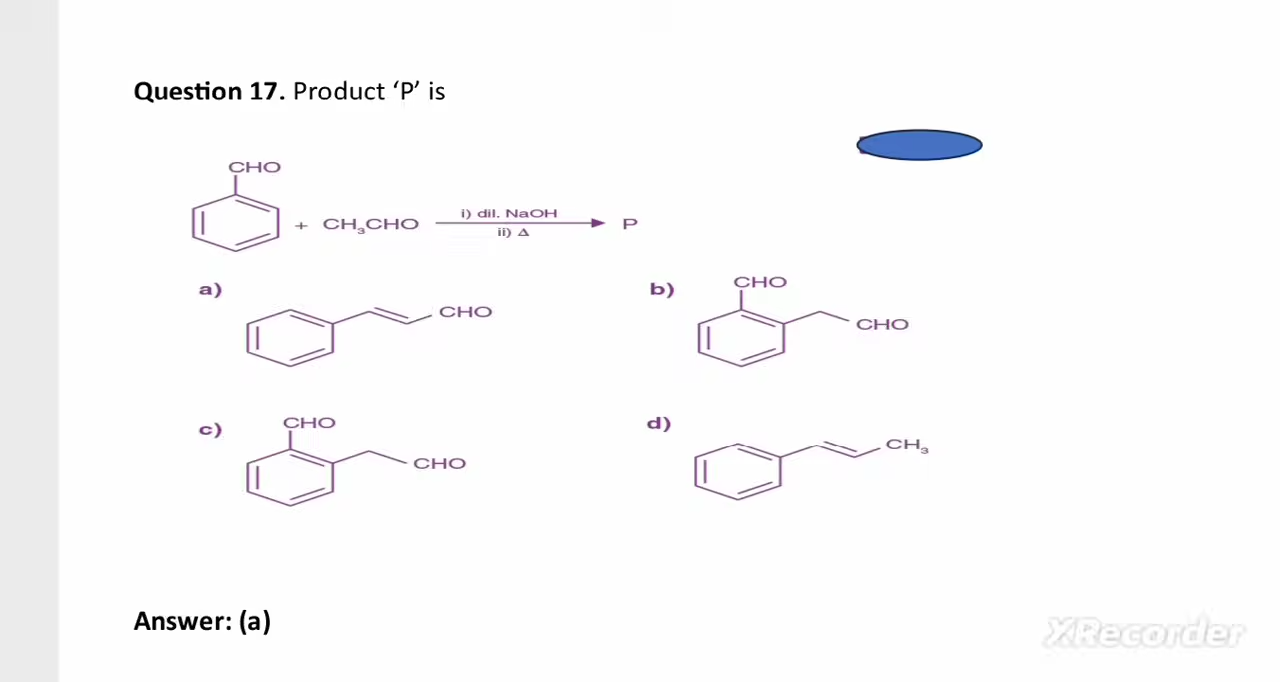 Question 17. Product ‘P’ is
CHO
+ CH₃CHO i) dil. NaOH P
ii) Δ
a) CHO
b) CHO
CHO
c) CHO
CHO
d) CH₃
Answer: (a)
XRecorder